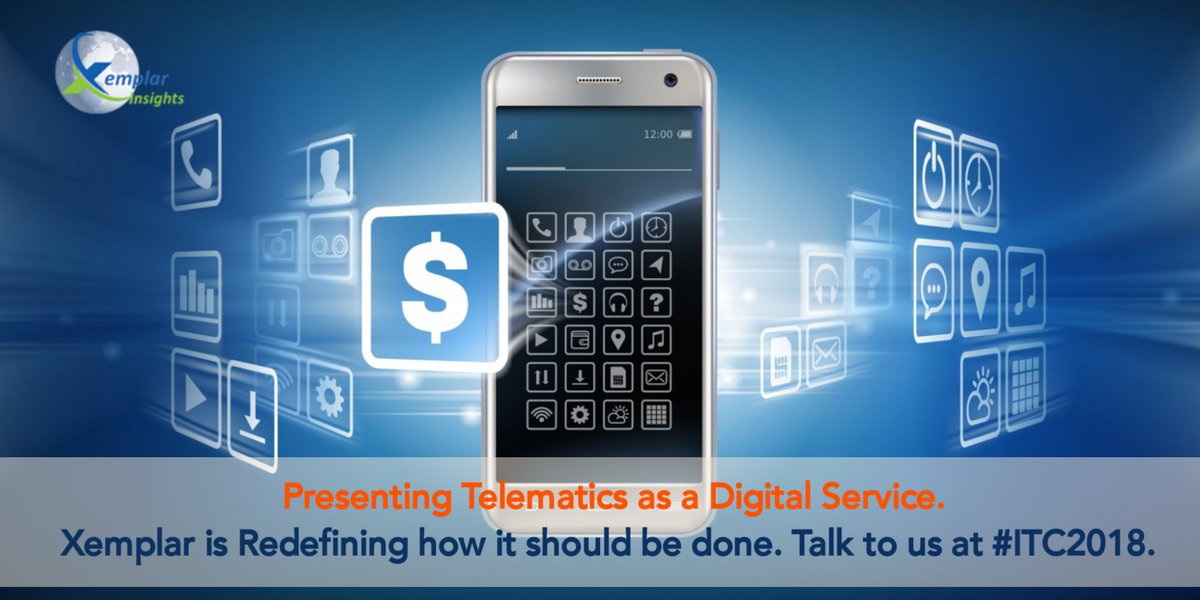 Xemplar
Insights
12:00
$
$
?
?
Presenting Telematics as a Digital Service.
Xemplar is Redefining how it should be done. Talk to us at #ITC2018.